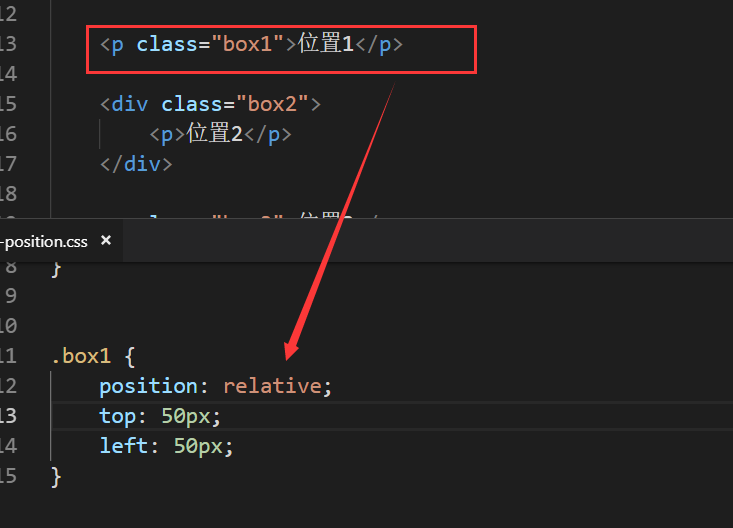 12
13 <p class="box1">位置1</p>
14
15 <div class="box2">
16 <p>位置2</p>
17 </div>
18
-position.css ×
8 }
9
10
11 .box1 {
12 position: relative;
13 top: 50px;
14 left: 50px;
15 }